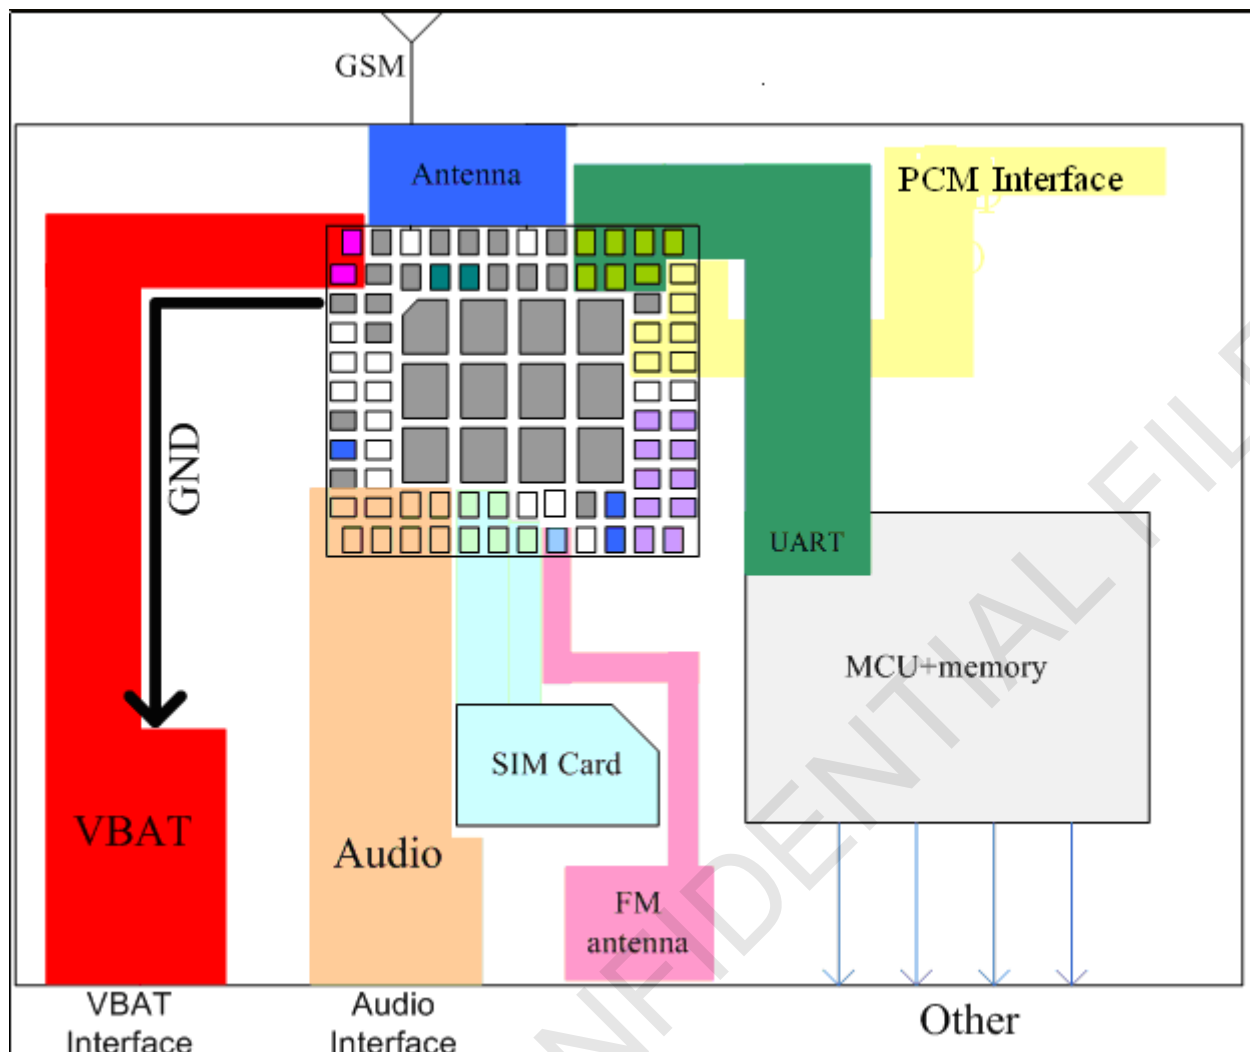 GSM
Antenna
PCM Interface
GND
UART
MCU+memory
SIM Card
VBAT
Audio
FM
antenna
VBAT
Interface
Audio
Interface
Other